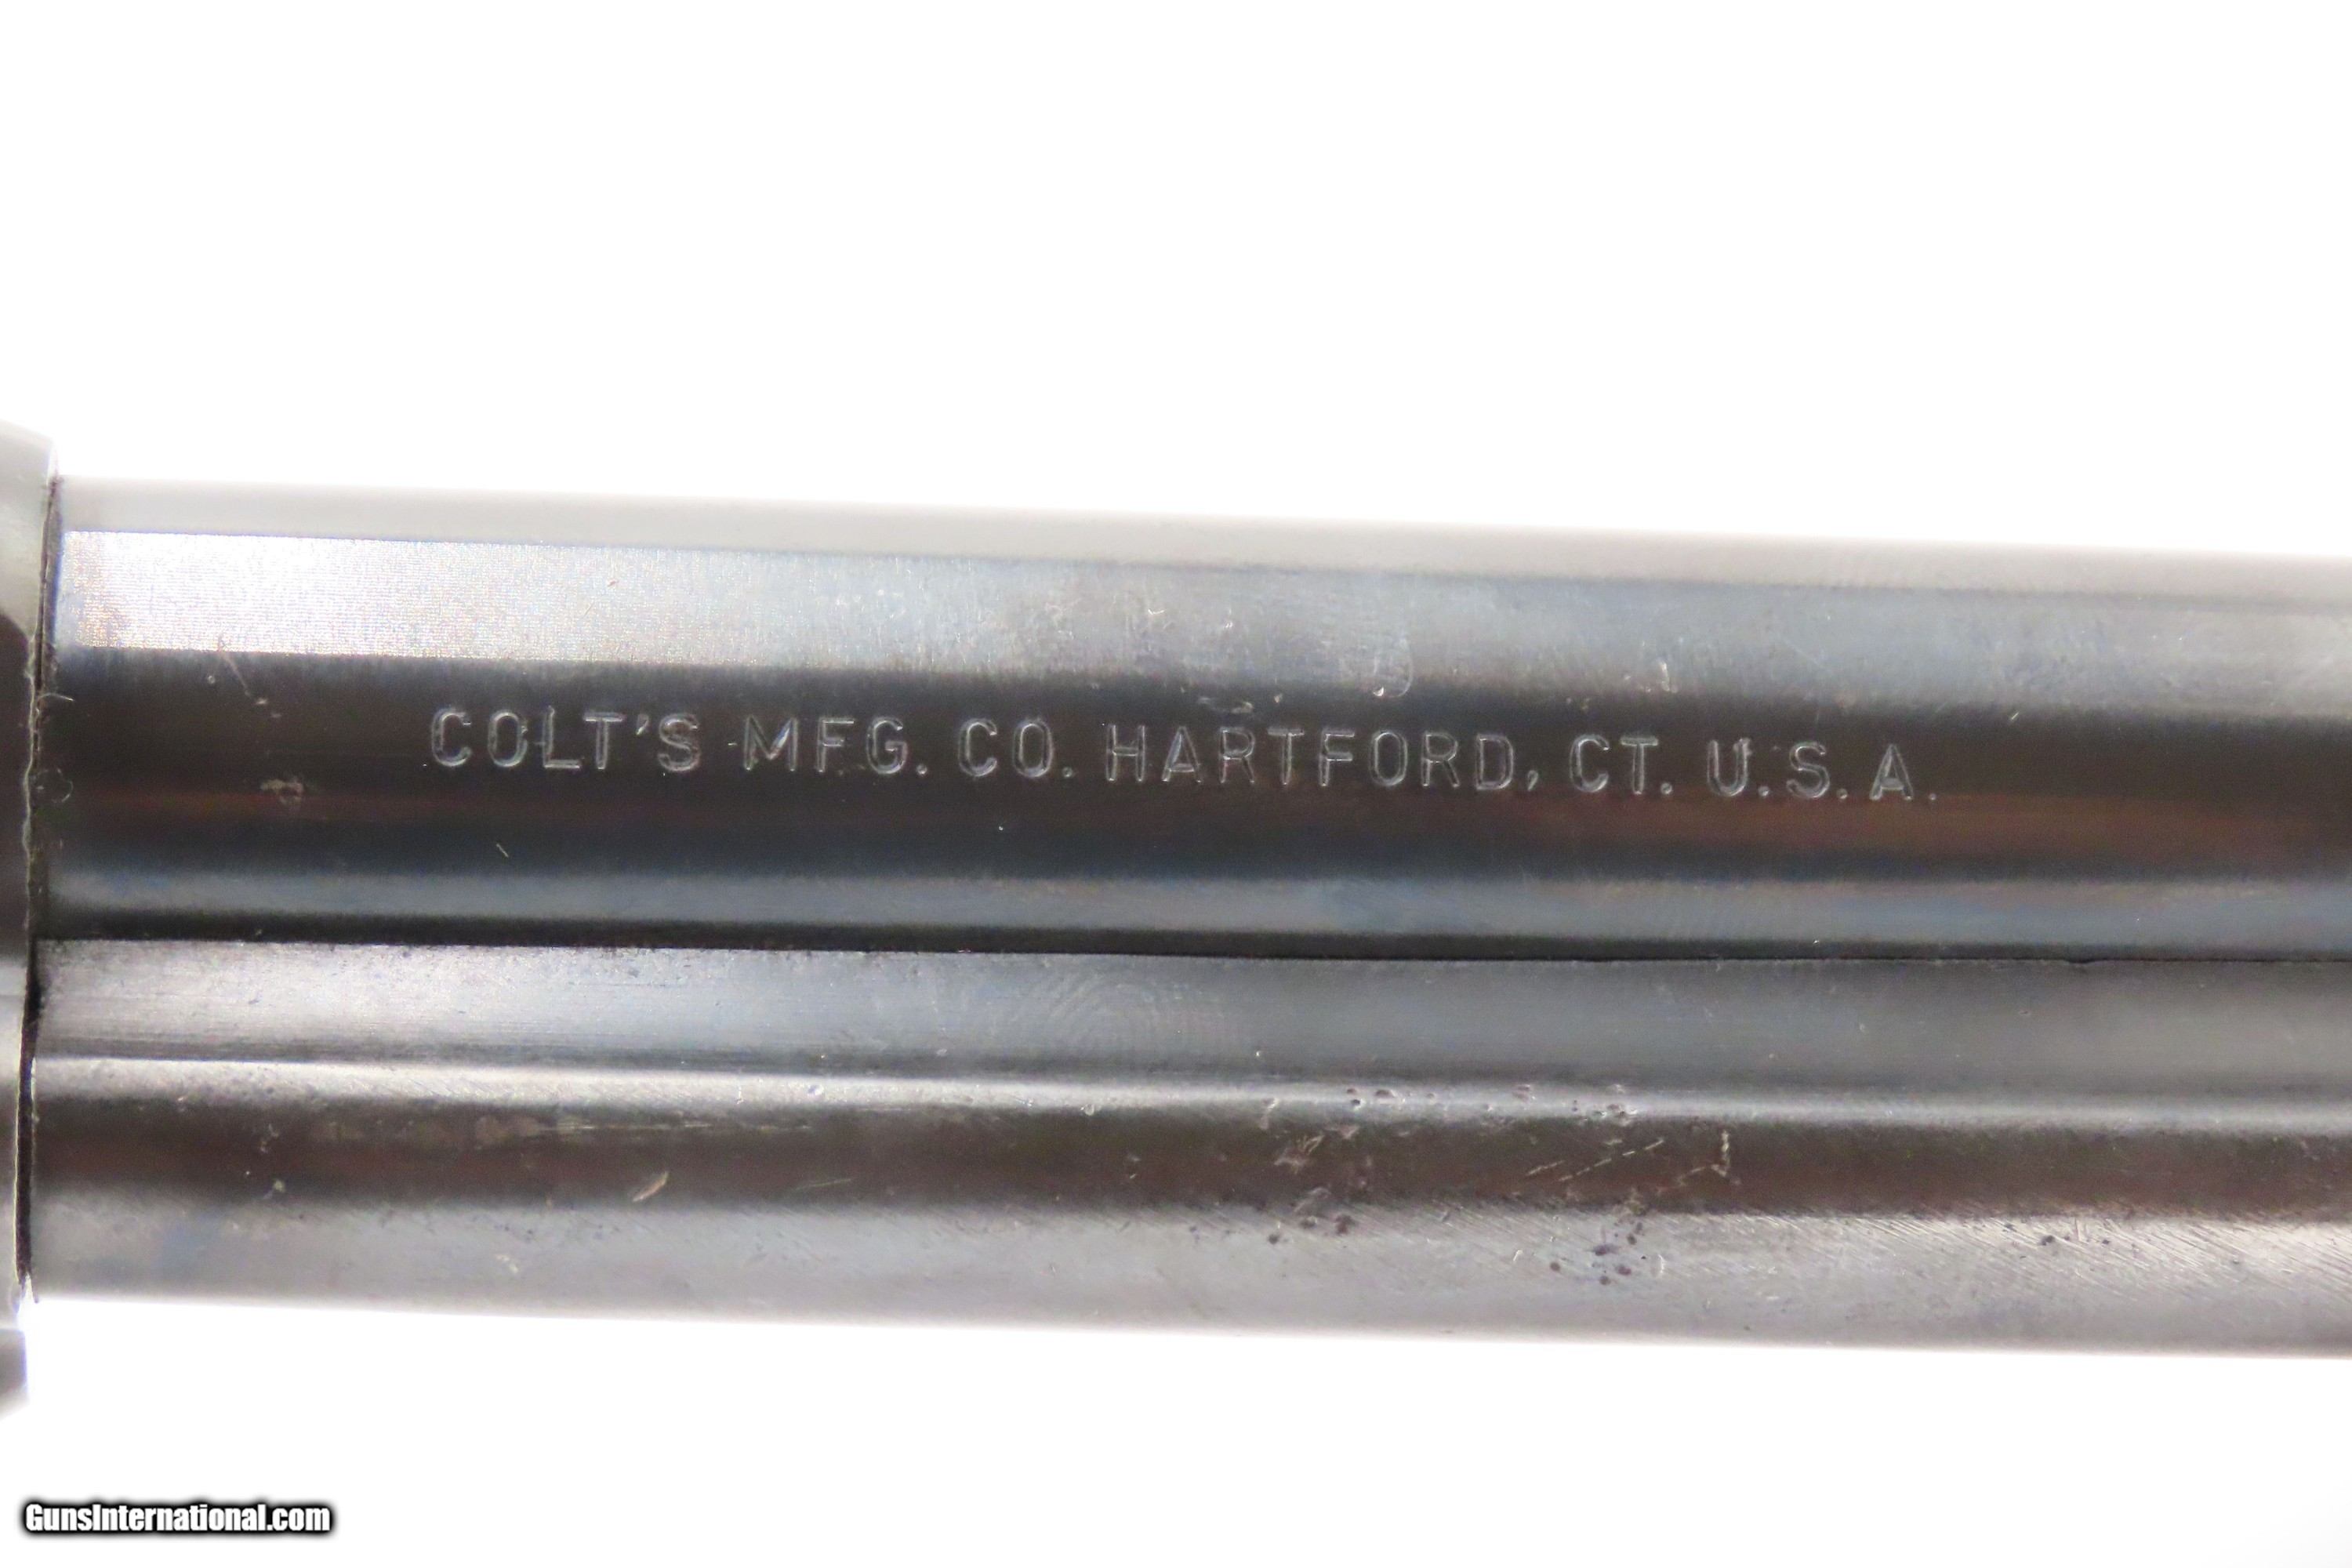 COLT'S MFG. CO. HARTFORD, CT. U.S.A.
GunsInternational.com